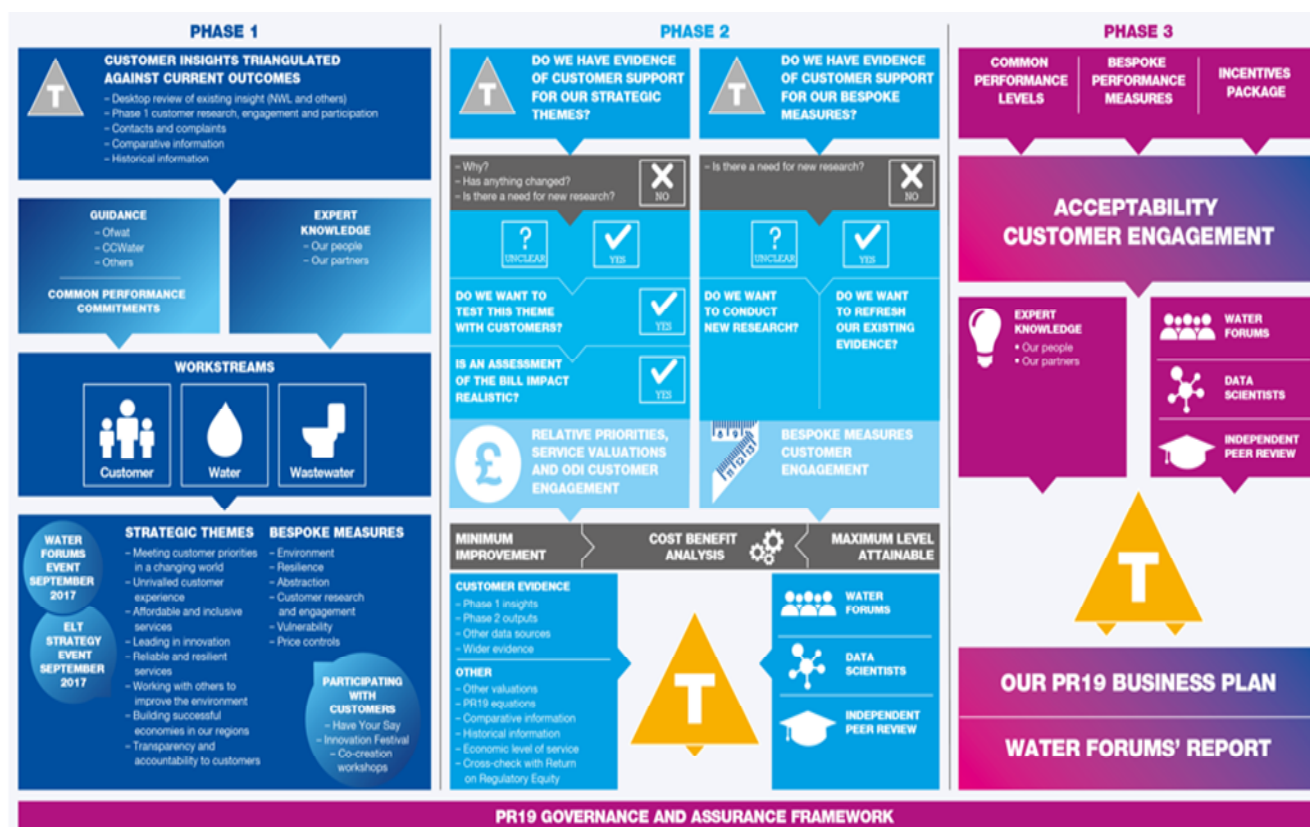 PHASE 1
T
CUSTOMER INSIGHTS TRIANGULATED
AGAINST CURRENT OUTCOMES
– Desktop review of existing insight (NWL and others)
– Phase 1 customer research, engagement and participation
– Contacts and complaints
– Comparative information
– Historical information
GUIDANCE
– Ofwat
– CCWater
– Others
COMMON PERFORMANCE
COMMITMENTS
EXPERT
KNOWLEDGE
– Our people
– Our partners
WORKSTREAMS
Customer
Water
Wastewater
WATER
FORUMS
EVENT
SEPTEMBER
2017
ELT
STRATEGY
EVENT
SEPTEMBER
2017
STRATEGIC THEMES
– Meeting customer priorities
in a changing world
– Unrivalled customer
experience
– Affordable and inclusive
services
– Leading in innovation
– Reliable and resilient
services
– Working with others to
improve the environment
– Building successful
economies in our regions
– Transparency and
accountability to customers
BESPOKE MEASURES
– Environment
– Resilience
– Abstraction
– Customer research
and engagement
– Vulnerability
– Price controls
PARTICIPATING
WITH
CUSTOMERS
– Have Your Say
– Innovation Festival
– Co-creation
workshops
PHASE 2
T
DO WE HAVE EVIDENCE
OF CUSTOMER SUPPORT
FOR OUR STRATEGIC
THEMES?
– Why?
– Has anything changed?
– Is there a need for new research?
NO
?
UNCLEAR
YES
DO WE WANT TO
TEST THIS THEME
WITH CUSTOMERS?
YES
IS AN ASSESSMENT
OF THE BILL IMPACT
REALISTIC?
YES
£
RELATIVE PRIORITIES,
SERVICE VALUATIONS
AND ODI CUSTOMER
ENGAGEMENT
T
DO WE HAVE EVIDENCE
OF CUSTOMER SUPPORT
FOR OUR BESPOKE
MEASURES?
– Is there a need for new research?
NO
?
UNCLEAR
YES
DO WE WANT
TO CONDUCT
NEW RESEARCH?
DO WE WANT
TO REFRESH
OUR EXISTING
EVIDENCE?
8 9
11 12 13
BESPOKE MEASURES
CUSTOMER
ENGAGEMENT
MINIMUM
IMPROVEMENT
COST BENEFIT
ANALYSIS
MAXIMUM LEVEL
ATTAINABLE
CUSTOMER EVIDENCE
– Phase 1 insights
– Phase 2 outputs
– Other data sources
– Wider evidence
OTHER
– Other valuations
– PR19 equations
– Comparative information
– Historical information
– Economic level of service
– Cross-check with Return
on Regulatory Equity
T
WATER
FORUMS
DATA
SCIENTISTS
INDEPENDENT
PEER REVIEW
PHASE 3
COMMON
PERFORMANCE
LEVELS
BESPOKE
PERFORMANCE
MEASURES
INCENTIVES
PACKAGE
ACCEPTABILITY
CUSTOMER ENGAGEMENT
EXPERT
KNOWLEDGE
• Our people
• Our partners
WATER
FORUMS
DATA
SCIENTISTS
INDEPENDENT
PEER REVIEW
T
OUR PR19 BUSINESS PLAN
WATER FORUMS' REPORT
PR19 GOVERNANCE AND ASSURANCE FRAMEWORK